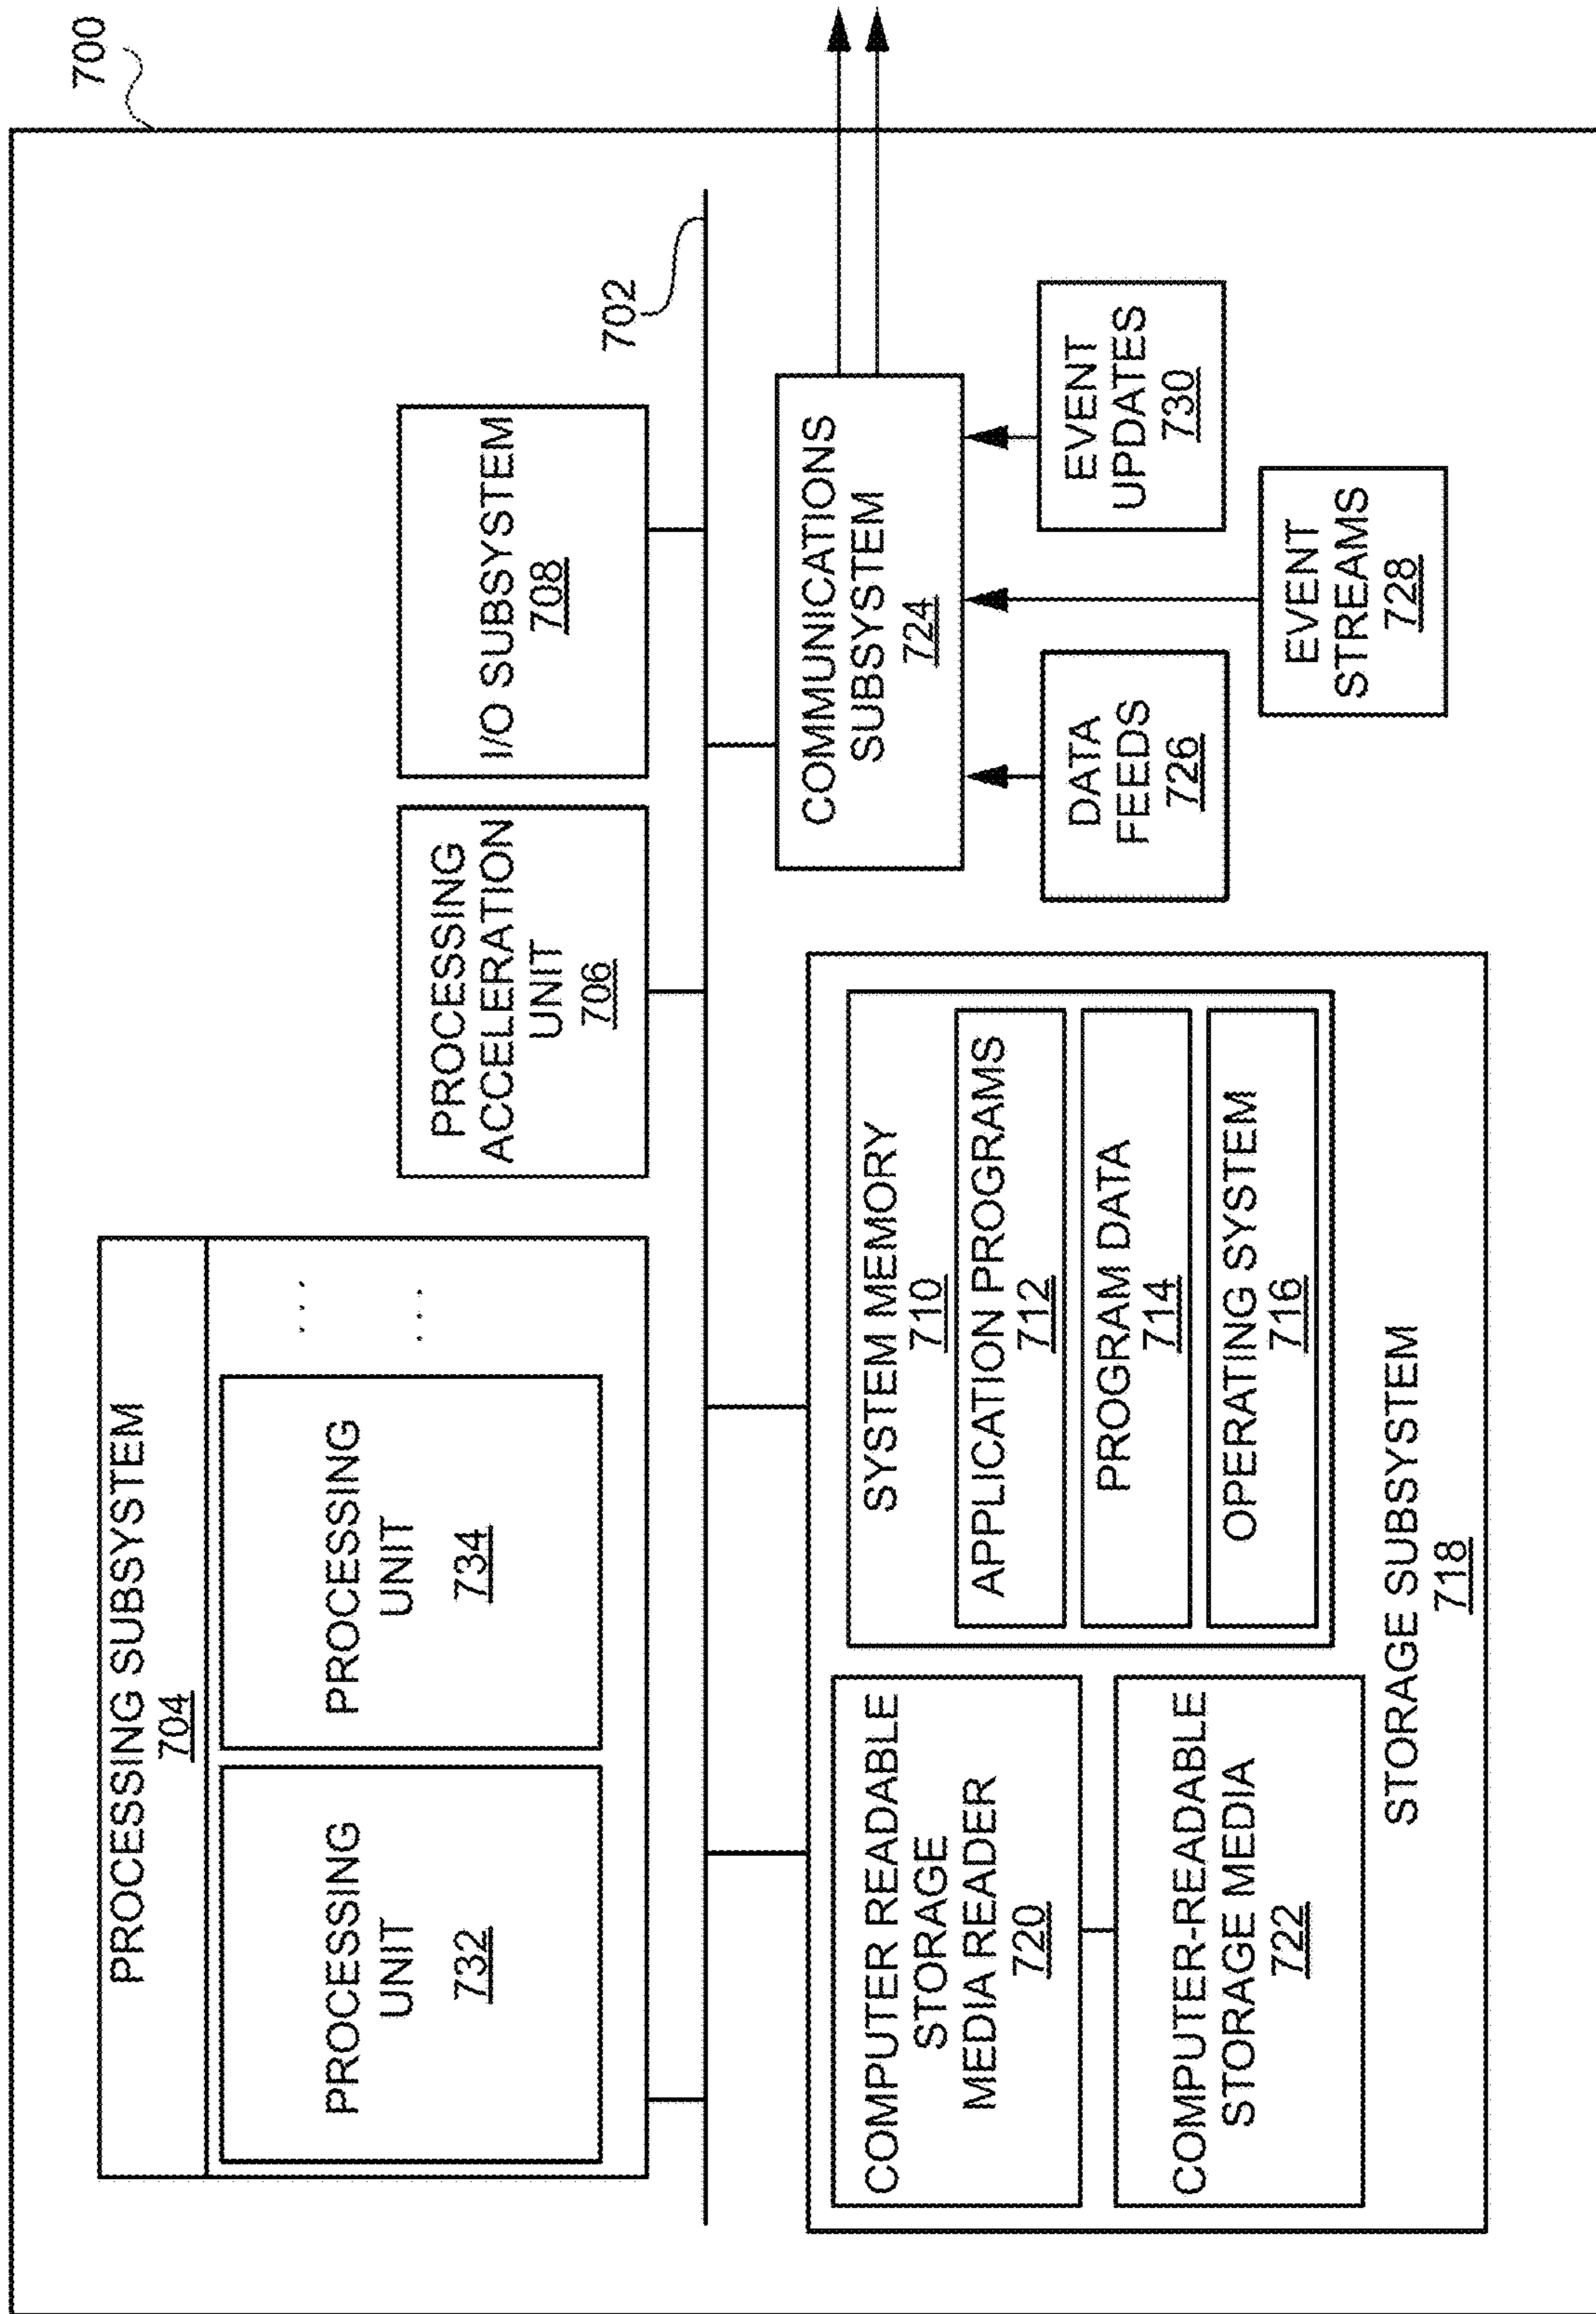 700
PROCESSING SUBSYSTEM
704
PROCESSING
UNIT
732
PROCESSING
UNIT
734
. . .
. . .
PROCESSING
ACCELERATION
UNIT
706
I/O SUBSYSTEM
708
702
COMPUTER READABLE
STORAGE
MEDIA READER
720
COMPUTER-READABLE
STORAGE MEDIA
722
SYSTEM MEMORY
710
APPLICATION PROGRAMS
712
PROGRAM DATA
714
OPERATING SYSTEM
716
STORAGE SUBSYSTEM
718
COMMUNICATIONS
SUBSYSTEM
724
DATA
FEEDS
726
EVENT
STREAMS
728
EVENT
UPDATES
730